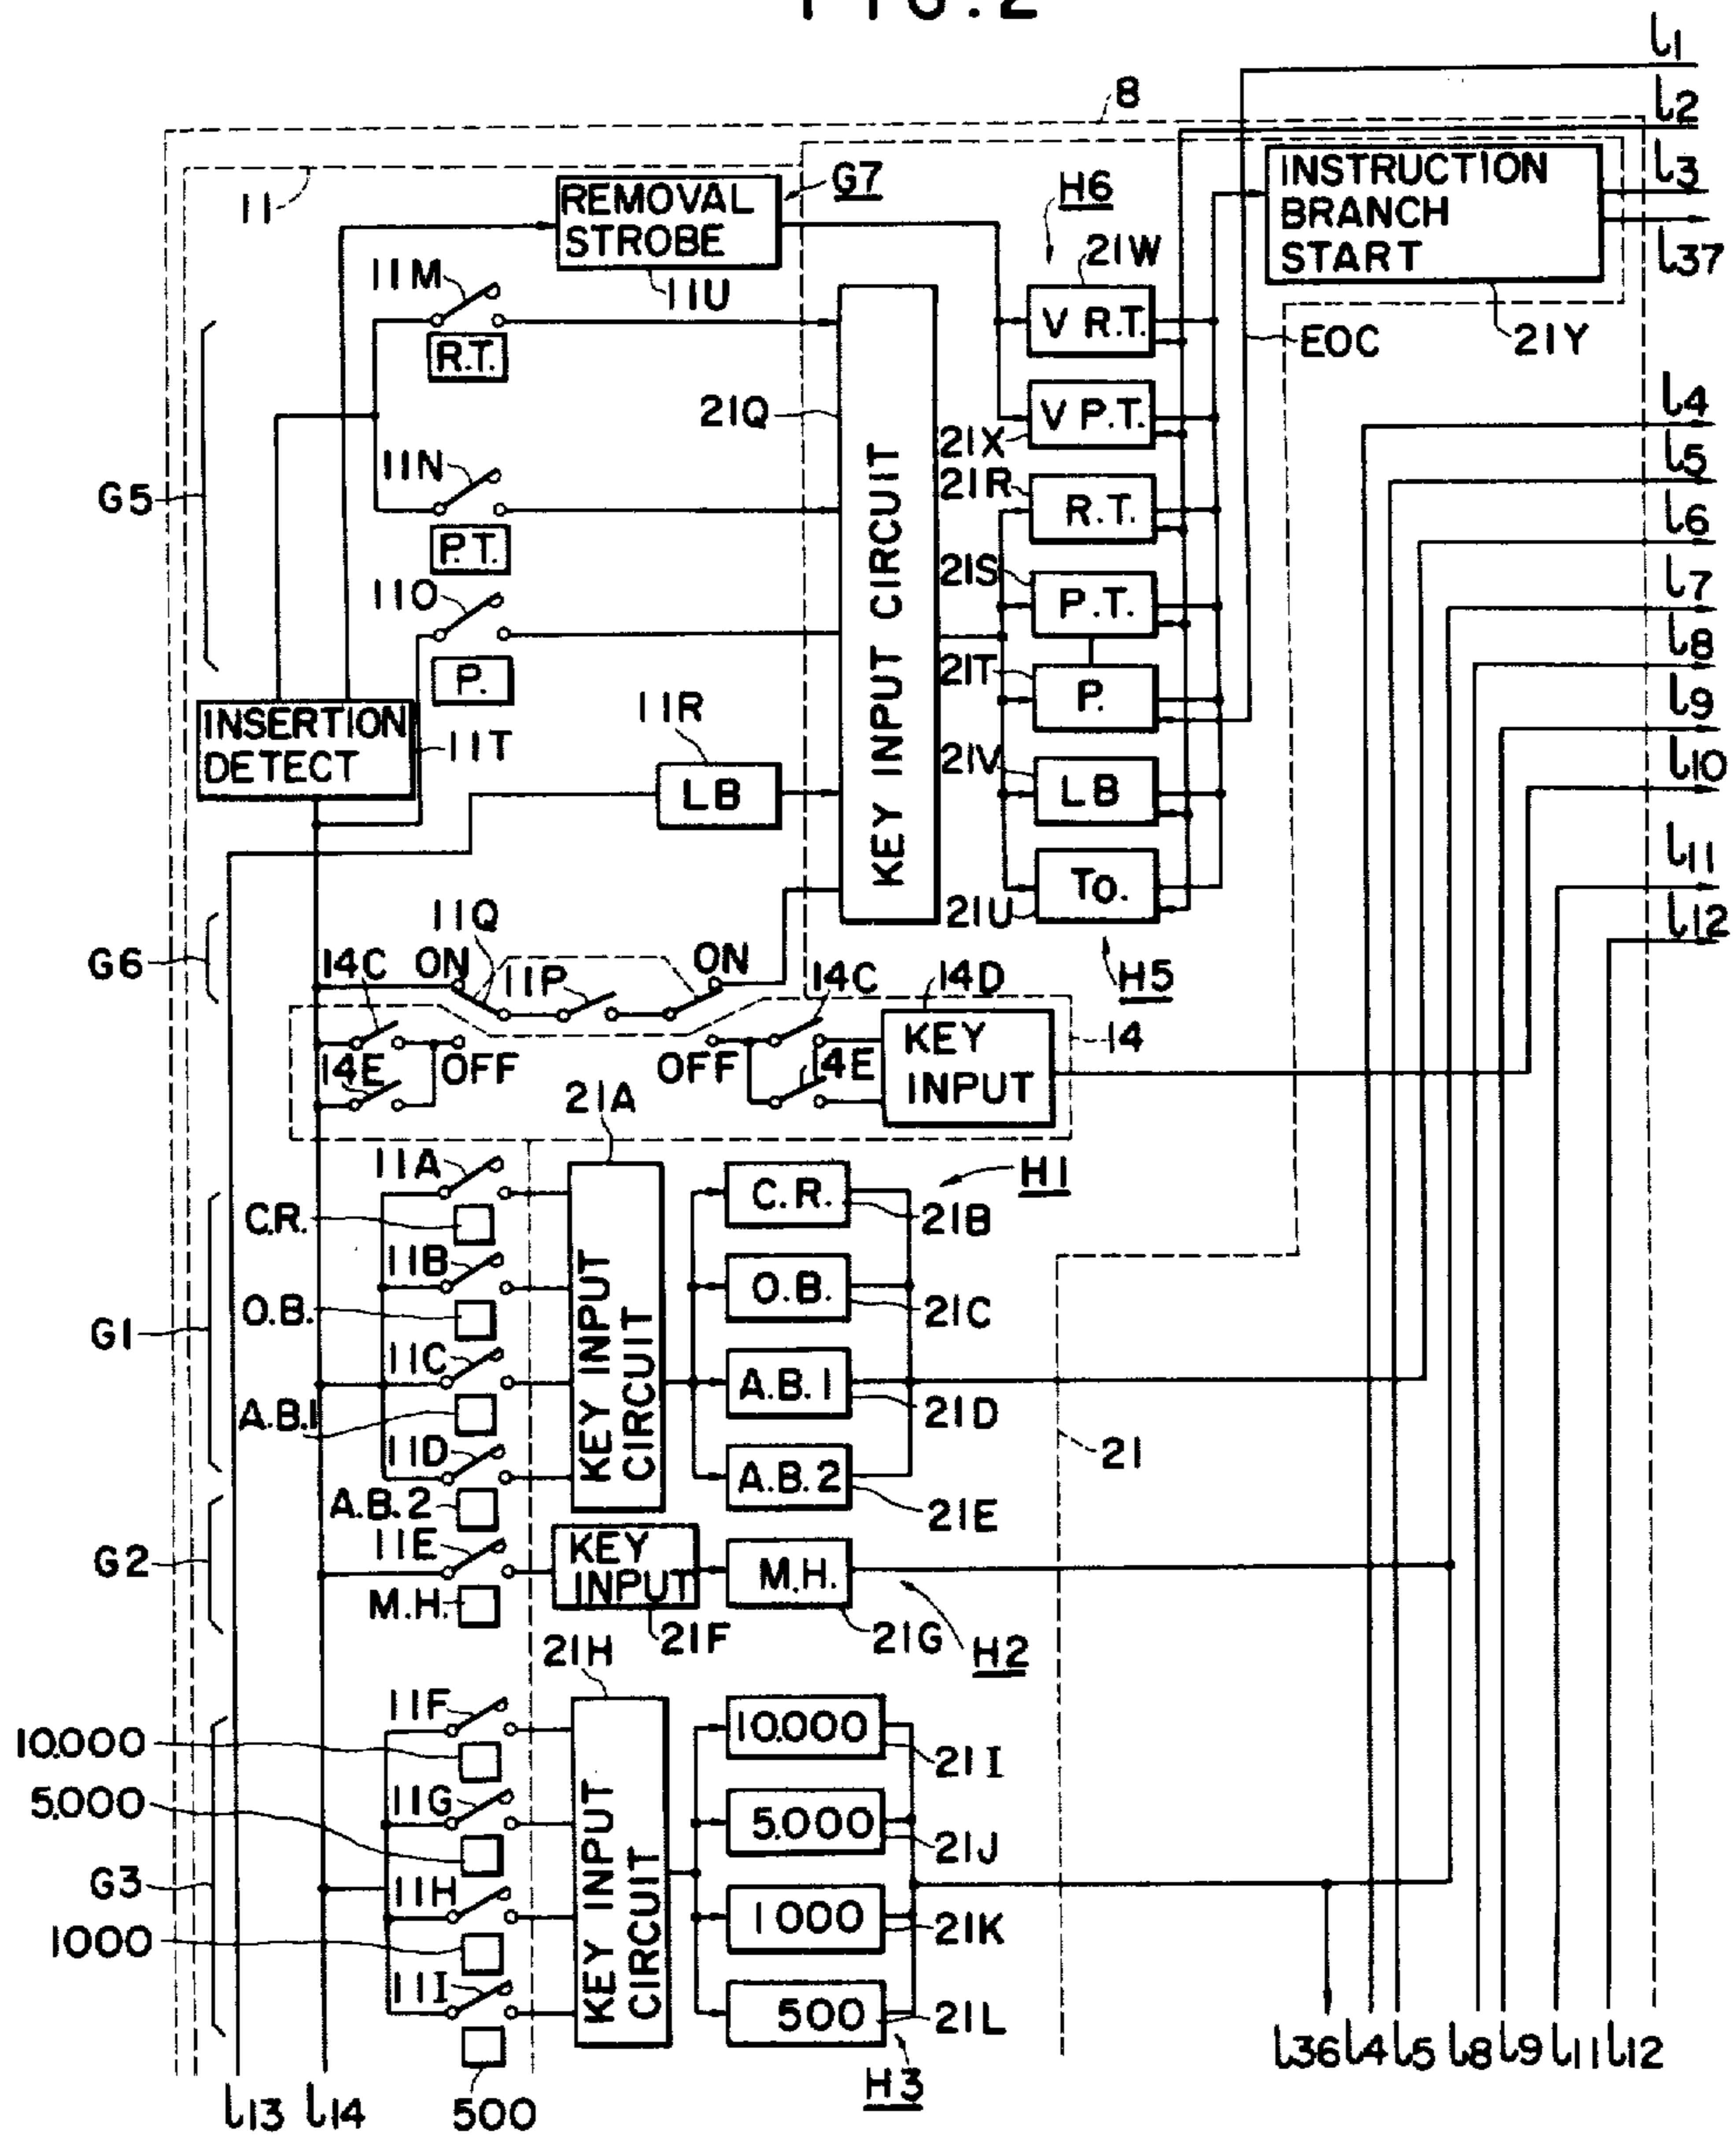 FIG.2
l1
8
l2
11
REMOVAL
STROBE
G7
H6
INSTRUCTION
BRANCH
START
l3
l37
11M
11U
21W
V R.T.
EOC
21Y
R.T.
21Q
V P.T.
21X
l4
G5
11N
KEY INPUT CIRCUIT
21R
R.T.
l5
P.T.
l6
11O
21S
P.T.
l7
P.
21T
P.
l8
INSERTION
DETECT
11T
11R
LB
21V
LB
l9
l10
To.
21U
l11
l12
G6
11Q
14C
ON
11P
ON
14C
14D
H5
14E
OFF
OFF
14E
KEY
INPUT
14
21A
11A
C.R.
H1
C.R.
21B
11B
O.B.
O.B.
21C
G1
11C
KEY INPUT
CIRCUIT
A.B.1
A.B.1
21D
11D
21
A.B.2
A.B.2
21E
11E
G2
KEY
INPUT
M.H.
M.H.
21F
21G
H2
21H
11F
10.000
10.000
21I
11G
5.000
5.000
21J
G3
11H
KEY INPUT
CIRCUIT
1000
1000
21K
11I
500
21L
l36
l4
l5
l8
l9
l11
l12
H3
l13
l14
500